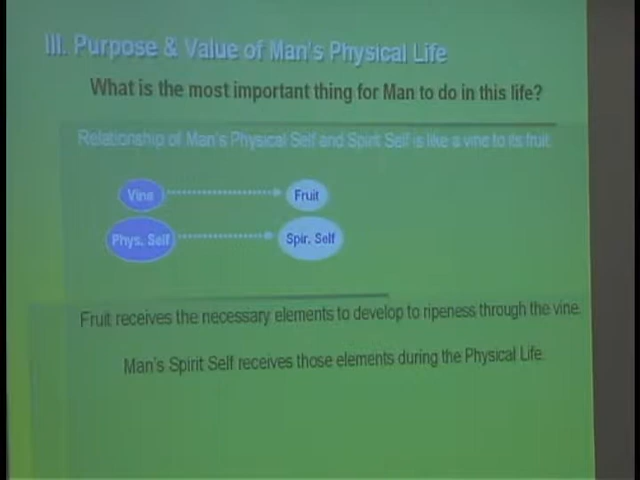 III. Purpose & Value of Man's Physical Life
What is the most important thing for Man to do in this life?
Relationship of Man's Physical Self and Spirit Self is like a vine to its fruit
Vine Fruit
Phys. Self Spir. Self
Fruit receives the necessary elements to develop to ripeness through the vine.
Man's Spirit Self receives those elements during the Physical Life